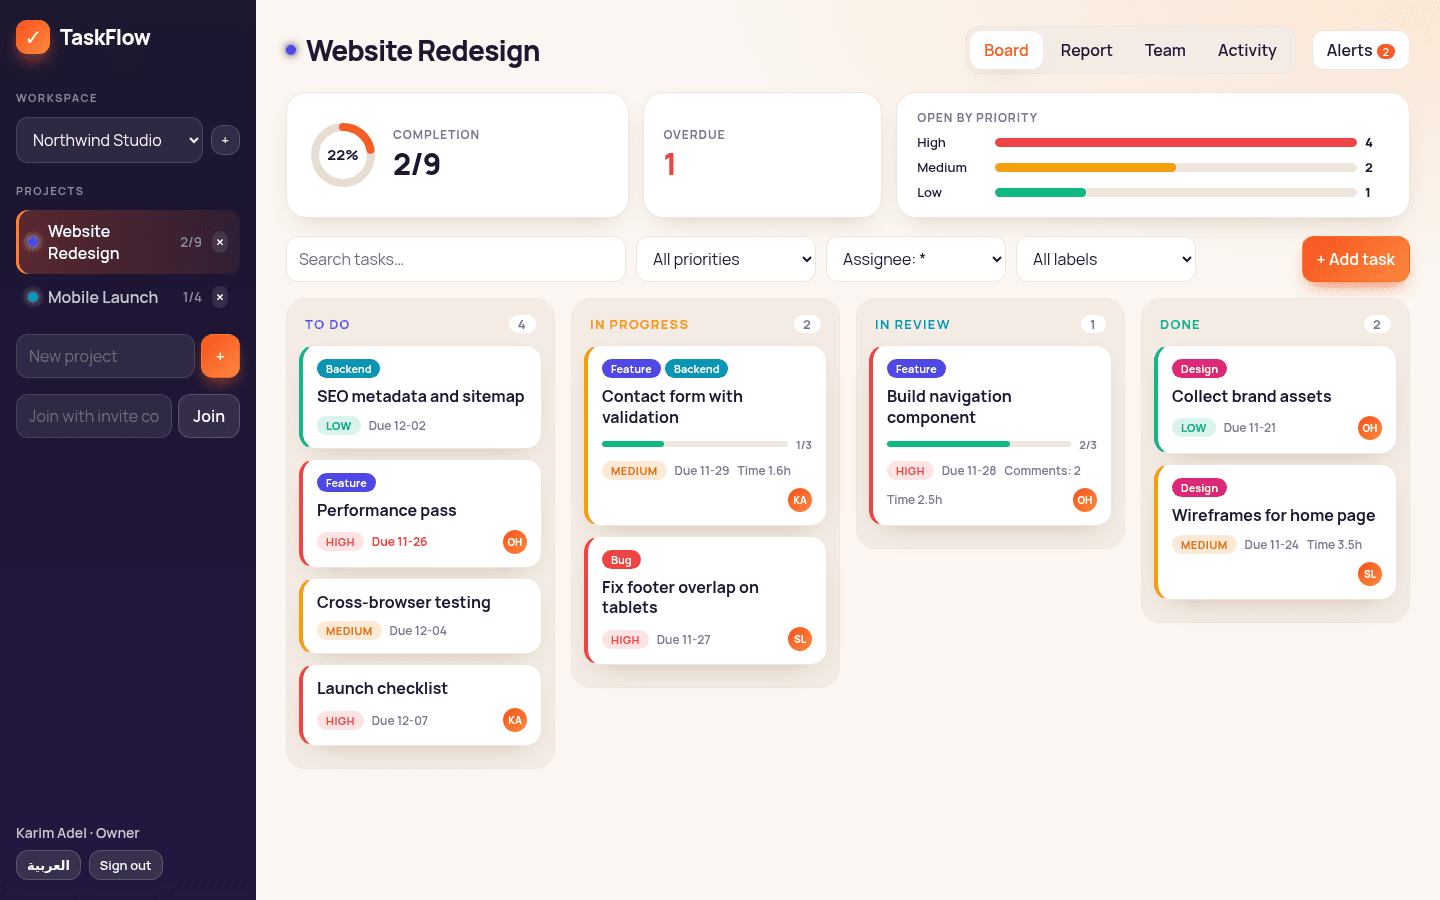 ✓ TaskFlow
WORKSPACE
Northwind Studio
+
PROJECTS
Website
Redesign
2/9
×
Mobile Launch 1/4 ×
New project +
Join with invite co Join
Karim Adel · Owner
العربية Sign out
Website Redesign
Board Report Team Activity
Alerts 2
22%
COMPLETION
2/9
OVERDUE
1
OPEN BY PRIORITY
High 4
Medium 2
Low 1
Search tasks...
All priorities
Assignee: *
All labels
+ Add task
TO DO 4
Backend
SEO metadata and sitemap
LOW Due 12-02
Feature
Performance pass
HIGH Due 11-26 OH
Cross-browser testing
MEDIUM Due 12-04
Launch checklist
HIGH Due 12-07 KA
IN PROGRESS 2
Feature Backend
Contact form with
validation
1/3
MEDIUM Due 11-29 Time 1.6h
KA
Bug
Fix footer overlap on
tablets
HIGH Due 11-27 SL
IN REVIEW 1
Feature
Build navigation
component
2/3
HIGH Due 11-28 Comments: 2
Time 2.5h OH
DONE 2
Design
Collect brand assets
LOW Due 11-21 OH
Design
Wireframes for home page
MEDIUM Due 11-24 Time 3.5h
SL